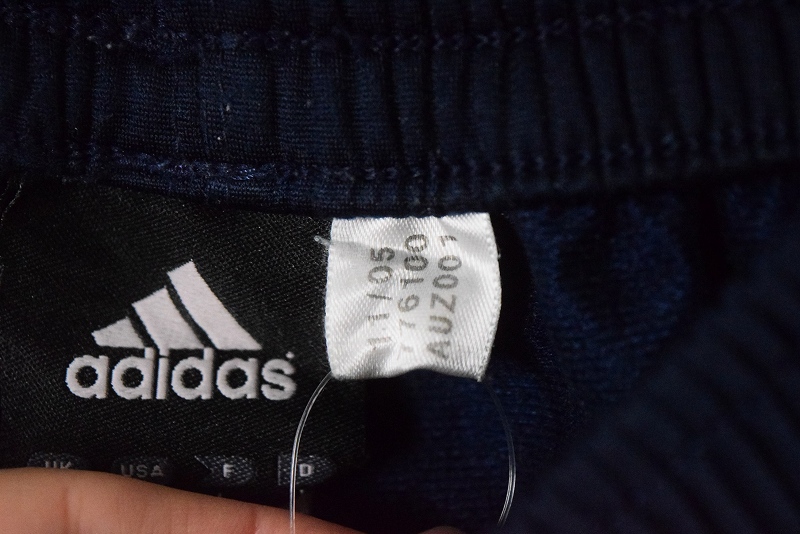 adidas
11/05
776100
AUZ001
UK USA F D